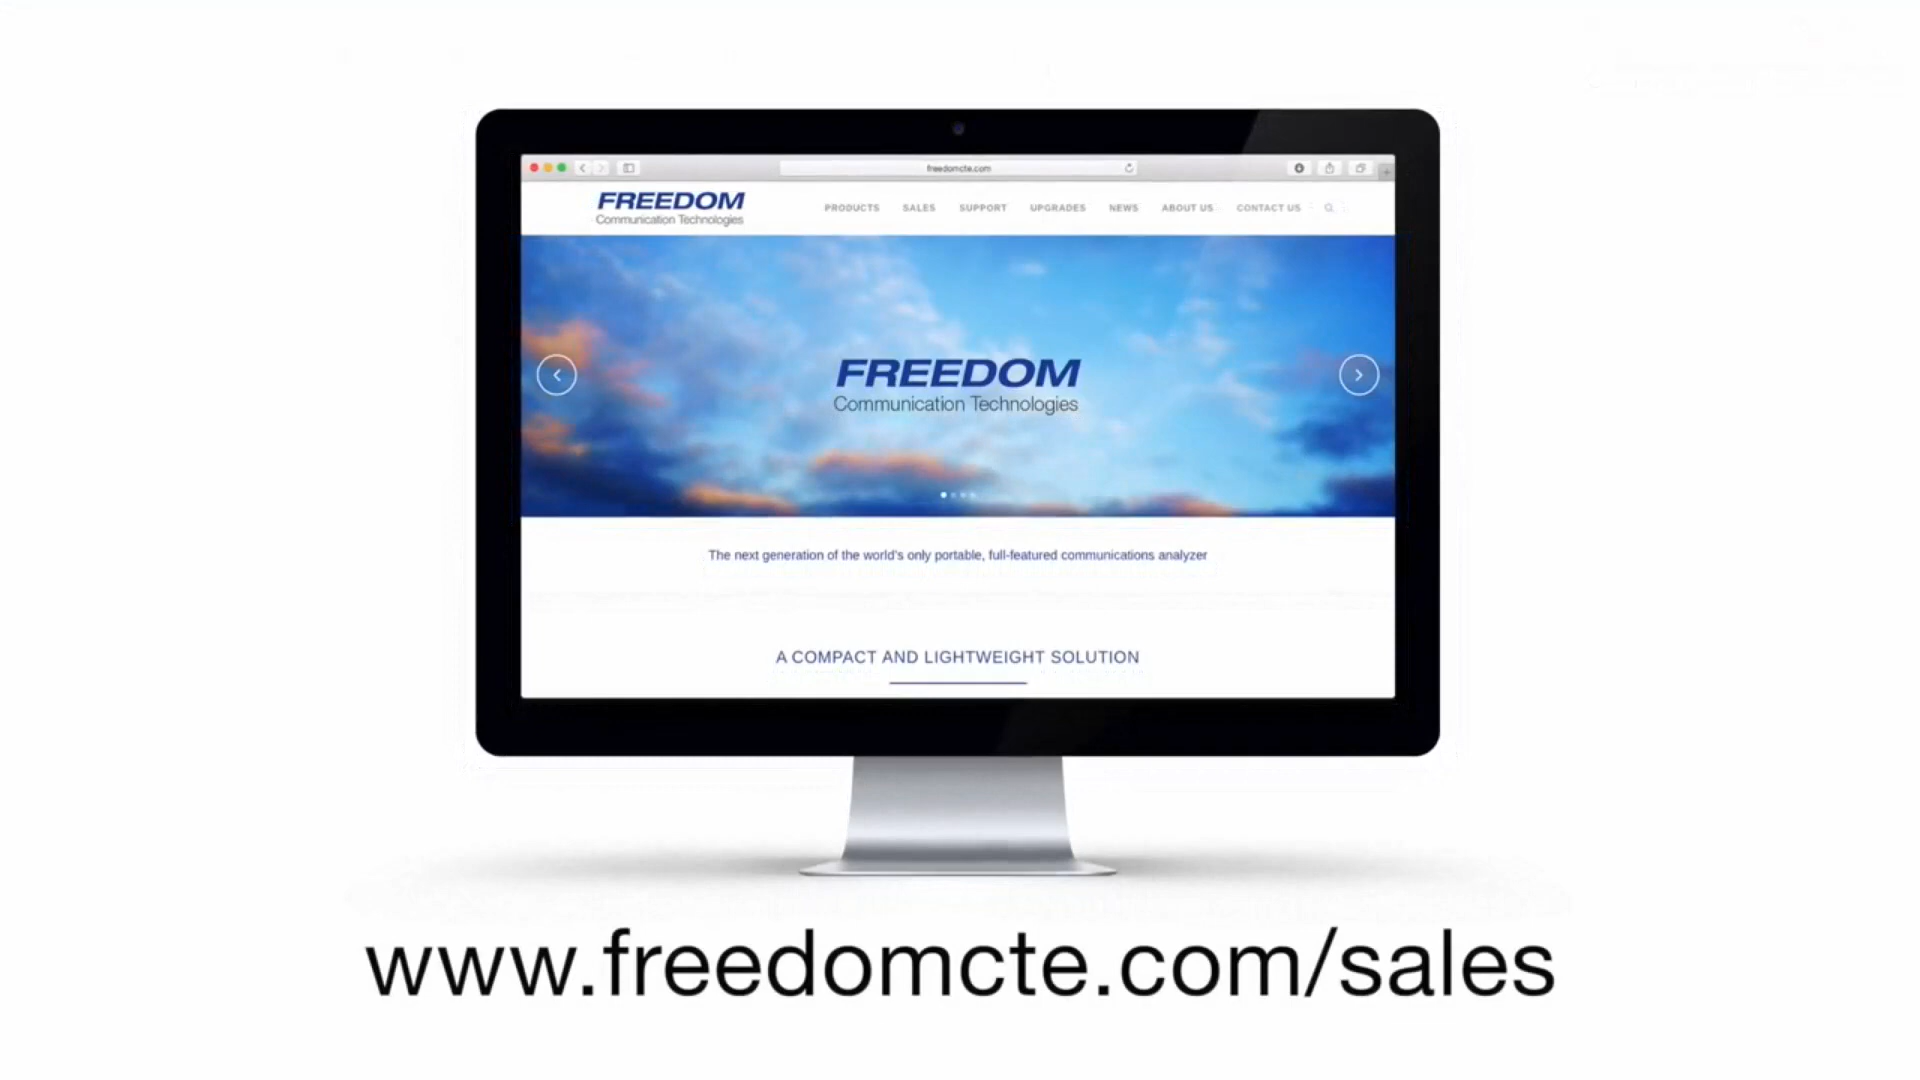 freedomcte.com
FREEDOM
Communication Technologies
PRODUCTS SALES SUPPORT UPGRADES NEWS ABOUT US CONTACT US
FREEDOM
Communication Technologies
The next generation of the world's only portable, full-featured communications analyzer
A COMPACT AND LIGHTWEIGHT SOLUTION
www.freedomcte.com/sales